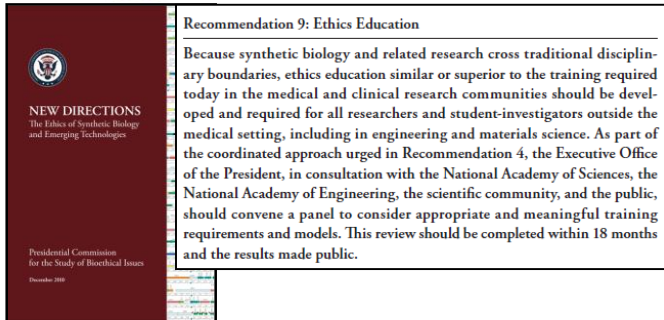 NEW DIRECTIONS
The Ethics of Synthetic Biology
and Emerging Technologies
Presidential Commission
for the Study of Bioethical Issues
December 2010
Recommendation 9: Ethics Education
Because synthetic biology and related research cross traditional disciplin-
ary boundaries, ethics education similar or superior to the training required
today in the medical and clinical research communities should be devel-
oped and required for all researchers and student-investigators outside the
medical setting, including in engineering and materials science. As part of
the coordinated approach urged in Recommendation 4, the Executive Office
of the President, in consultation with the National Academy of Sciences, the
National Academy of Engineering, the scientific community, and the public,
should convene a panel to consider appropriate and meaningful training
requirements and models. This review should be completed within 18 months
and the results made public.